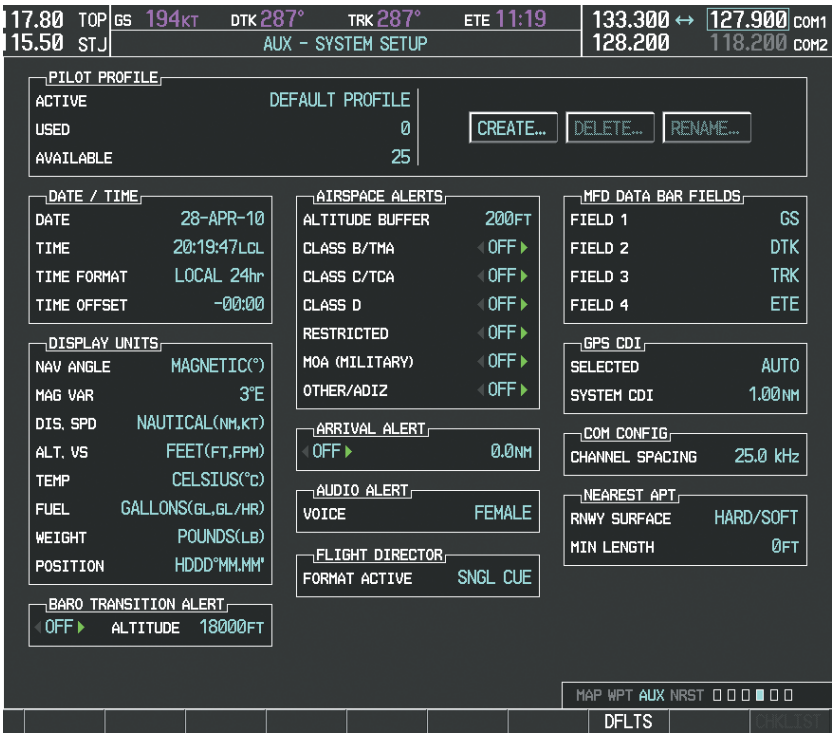 17.80 TOP GS 194KT DTK 287° TRK 287° ETE 11:19 133.300 ↔ 127.900 COM1
115.50 STJ AUX - SYSTEM SETUP 128.200 118.200 COM2
PILOT PROFILE
ACTIVE DEFAULT PROFILE
USED 0 CREATE... DELETE... RENAME...
AVAILABLE 25
DATE / TIME
DATE 28-APR-10
TIME 20:19:47LCL
TIME FORMAT LOCAL 24hr
TIME OFFSET -00:00
DISPLAY UNITS
NAV ANGLE MAGNETIC(°)
MAG VAR 3°E
DIS, SPD NAUTICAL(NM,KT)
ALT, VS FEET(FT,FPM)
TEMP CELSIUS(°C)
FUEL GALLONS(GL,GL/HR)
WEIGHT POUNDS(LB)
POSITION HDDD°MM.MM'
BARO TRANSITION ALERT
OFF ALTITUDE 18000FT
AIRSPACE ALERTS
ALTITUDE BUFFER 200FT
CLASS B/TMA OFF
CLASS C/TCA OFF
CLASS D OFF
RESTRICTED OFF
MOA (MILITARY) OFF
OTHER/ADIZ OFF
ARRIVAL ALERT
OFF 0.0NM
AUDIO ALERT
VOICE FEMALE
FLIGHT DIRECTOR
FORMAT ACTIVE SNGL CUE
MFD DATA BAR FIELDS
FIELD 1 GS
FIELD 2 DTK
FIELD 3 TRK
FIELD 4 ETE
GPS CDI
SELECTED AUTO
SYSTEM CDI 1.00NM
COM CONFIG
CHANNEL SPACING 25.0 kHz
NEAREST APT
RNWY SURFACE HARD/SOFT
MIN LENGTH 0FT
MAP WPT AUX NRST
DFLTS CHKLIST